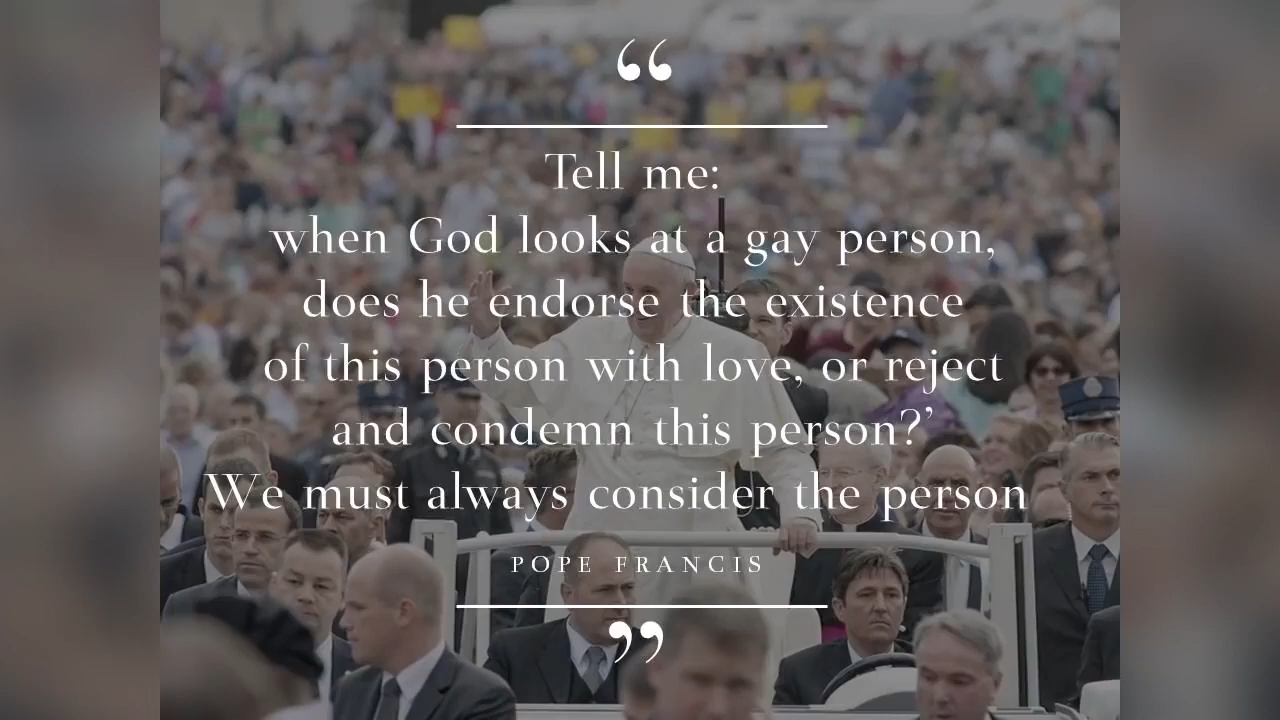 “
Tell me:
when God looks at a gay person,
does he endorse the existence
of this person with love, or reject
and condemn this person?’
We must always consider the person
POPE FRANCIS
”